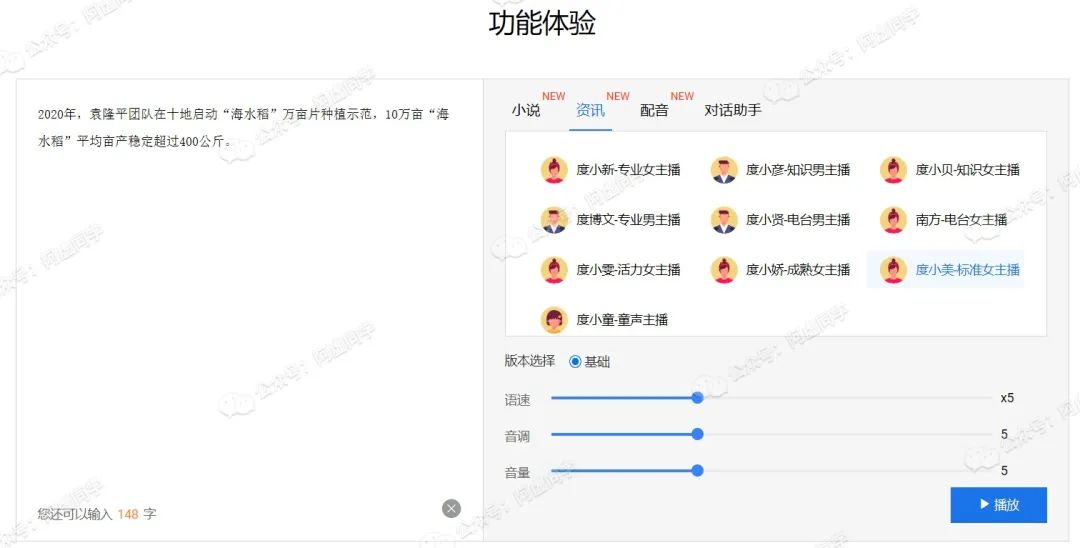 功能体验
2020年，袁隆平团队在十地启动“海水稻”万亩片种植示范，10万亩“海
水稻”平均亩产稳定超过400公斤。
您还可以输入 148 字
小说 NEW 资讯 NEW 配音 NEW 对话助手
度小新-专业女主播 度小彦-知识男主播 度小贝-知识女主播
度博文-专业男主播 度小贤-电台男主播 南方-电台女主播
度小雯-活力女主播 度小娇-成熟女主播 度小美-标准女主播
度小童-童声主播
版本选择 基础
语速 x5
音调 5
音量 5
播放